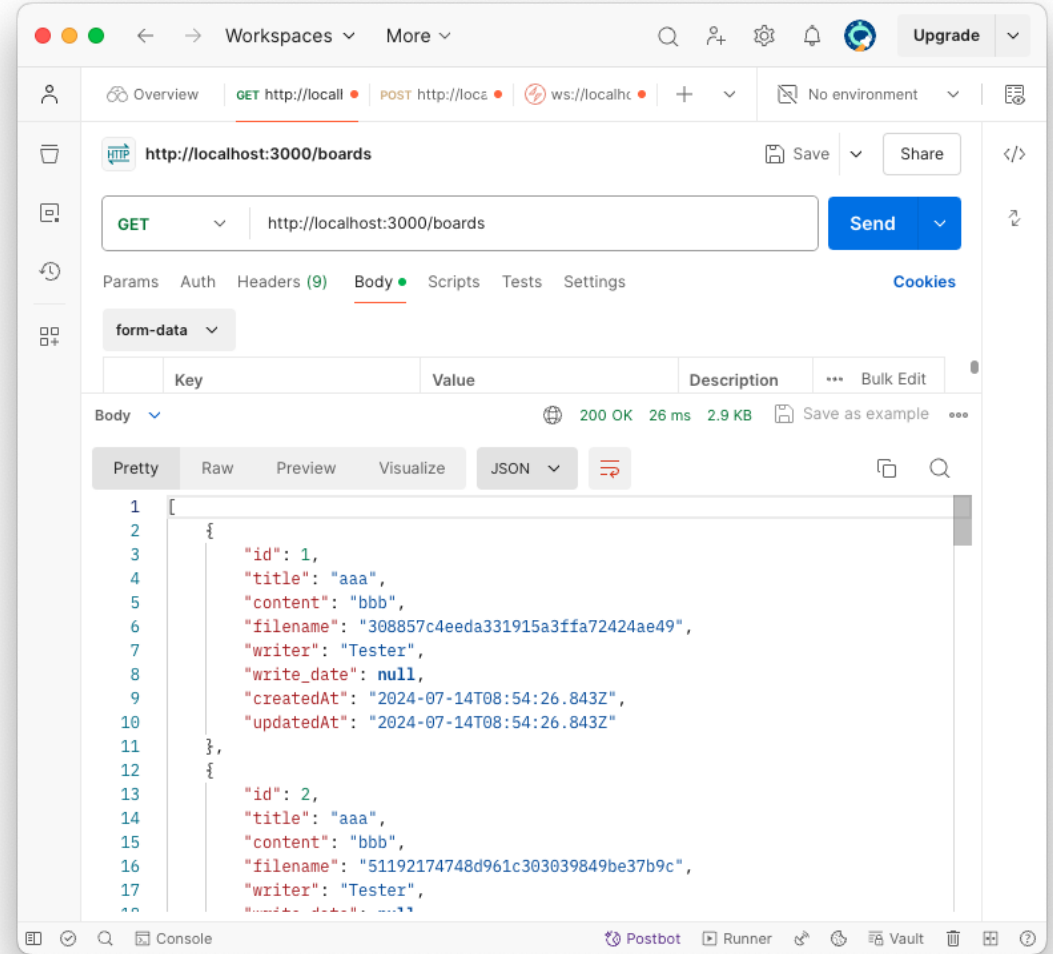 Workspaces More Upgrade
Overview GET http://locall POST http://loca ws://localhc No environment
HTTP http://localhost:3000/boards Save Share
GET http://localhost:3000/boards Send
Params Auth Headers (9) Body Scripts Tests Settings Cookies
form-data
Key Value Description Bulk Edit
Body 200 OK 26 ms 2.9 KB Save as example
Pretty Raw Preview Visualize JSON
1 [
2 {
3 "id": 1,
4 "title": "aaa",
5 "content": "bbb",
6 "filename": "308857c4eeda331915a3ffa72424ae49",
7 "writer": "Tester",
8 "write_date": null,
9 "createdAt": "2024-07-14T08:54:26.843Z",
10 "updatedAt": "2024-07-14T08:54:26.843Z"
11 },
12 {
13 "id": 2,
14 "title": "aaa",
15 "content": "bbb",
16 "filename": "51192174748d961c303039849be37b9c",
17 "writer": "Tester",
Console Postbot Runner Vault